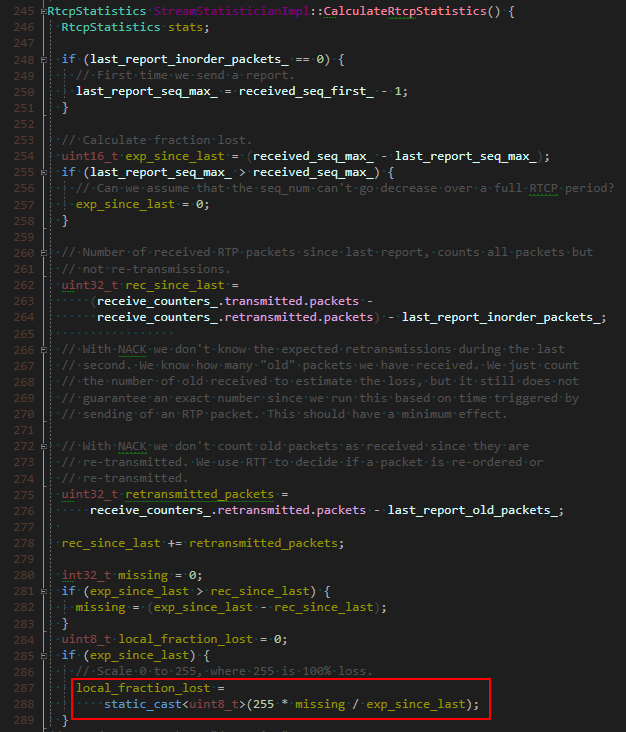 245 RtcpStatistics StreamStatisticianImpl::CalculateRtcpStatistics() {
246 RtcpStatistics stats;
247
248 if (last_report_inorder_packets_ == 0) {
249 // First time we send a report.
250 last_report_seq_max_ = received_seq_first_ - 1;
251 }
252
253 // Calculate fraction lost.
254 uint16_t exp_since_last = (received_seq_max_ - last_report_seq_max_);
255 if (last_report_seq_max_ > received_seq_max_) {
256 // Can we assume that the seq_num can't go decrease over a full RTCP period?
257 exp_since_last = 0;
258 }
259
260 // Number of received RTP packets since last report, counts all packets but
261 // not re-transmissions.
262 uint32_t rec_since_last =
263 (receive_counters_.transmitted.packets -
264 receive_counters_.retransmitted.packets) - last_report_inorder_packets_;
265
266 // With NACK we don't know the expected retransmissions during the last
267 // second. We know how many "old" packets we have received. We just count
268 // the number of old received to estimate the loss, but it still does not
269 // guarantee an exact number since we run this based on time triggered by
270 // sending of an RTP packet. This should have a minimum effect.
271
272 // With NACK we don't count old packets as received since they are
273 // re-transmitted. We use RTT to decide if a packet is re-ordered or
274 // re-transmitted.
275 uint32_t retransmitted_packets =
276 receive_counters_.retransmitted.packets - last_report_old_packets_;
277
278 rec_since_last += retransmitted_packets;
279
280 int32_t missing = 0;
281 if (exp_since_last > rec_since_last) {
282 missing = (exp_since_last - rec_since_last);
283 }
284 uint8_t local_fraction_lost = 0;
285 if (exp_since_last) {
286 // Scale 0 to 255, where 255 is 100% loss.
287 local_fraction_lost =
288 static_cast<uint8_t>(255 * missing / exp_since_last);
289 }